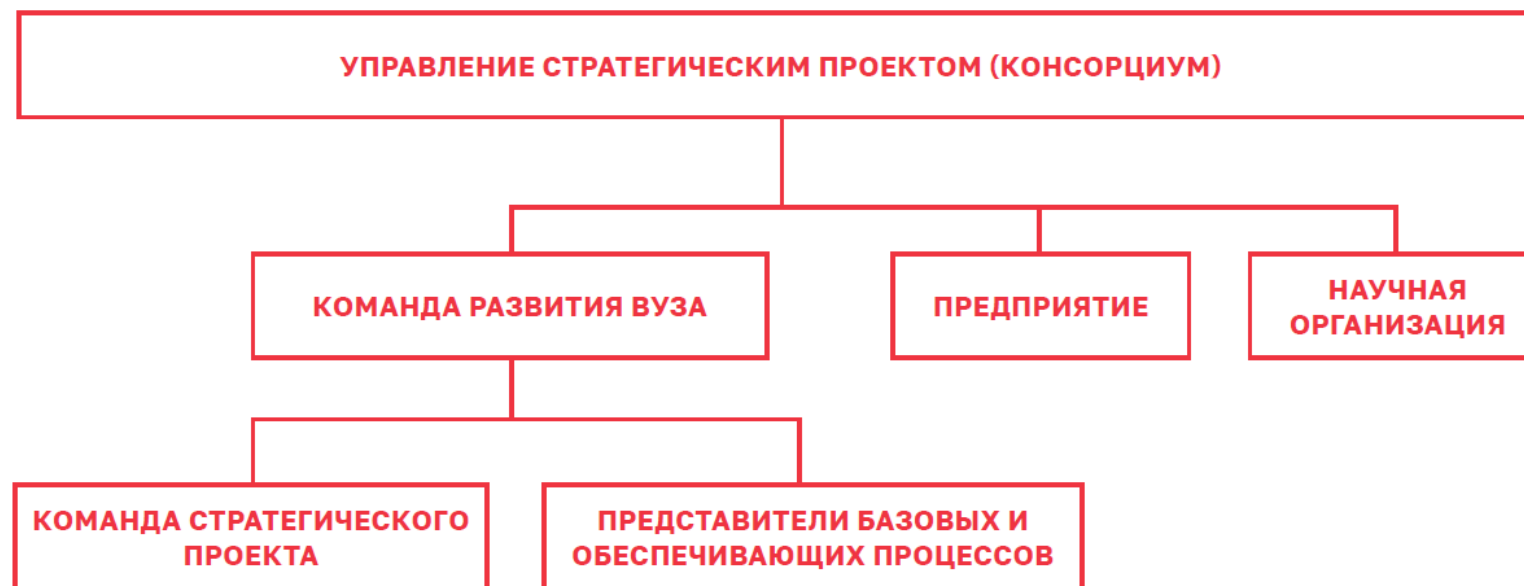 УПРАВЛЕНИЕ СТРАТЕГИЧЕСКИМ ПРОЕКТОМ (КОНСОРЦИУМ)
КОМАНДА РАЗВИТИЯ ВУЗА
ПРЕДПРИЯТИЕ
НАУЧНАЯ
ОРГАНИЗАЦИЯ
КОМАНДА СТРАТЕГИЧЕСКОГО
ПРОЕКТА
ПРЕДСТАВИТЕЛИ БАЗОВЫХ И
ОБЕСПЕЧИВАЮЩИХ ПРОЦЕССОВ